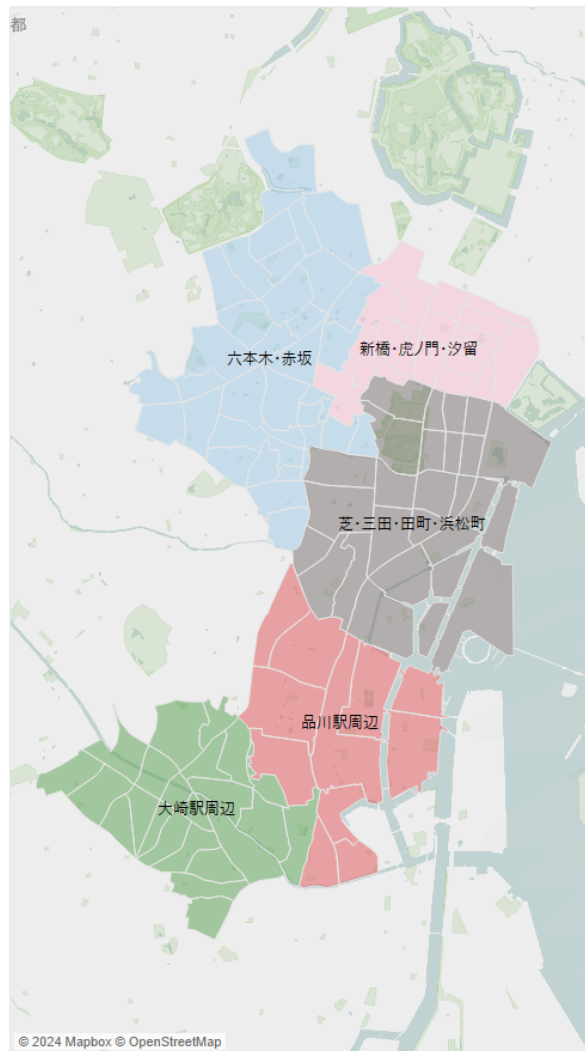 都
新橋・虎ノ門・汐留
六本木・赤坂
芝・三田・田町・浜松町
品川駅周辺
大崎駅周辺
© 2024 Mapbox © OpenStreetMap